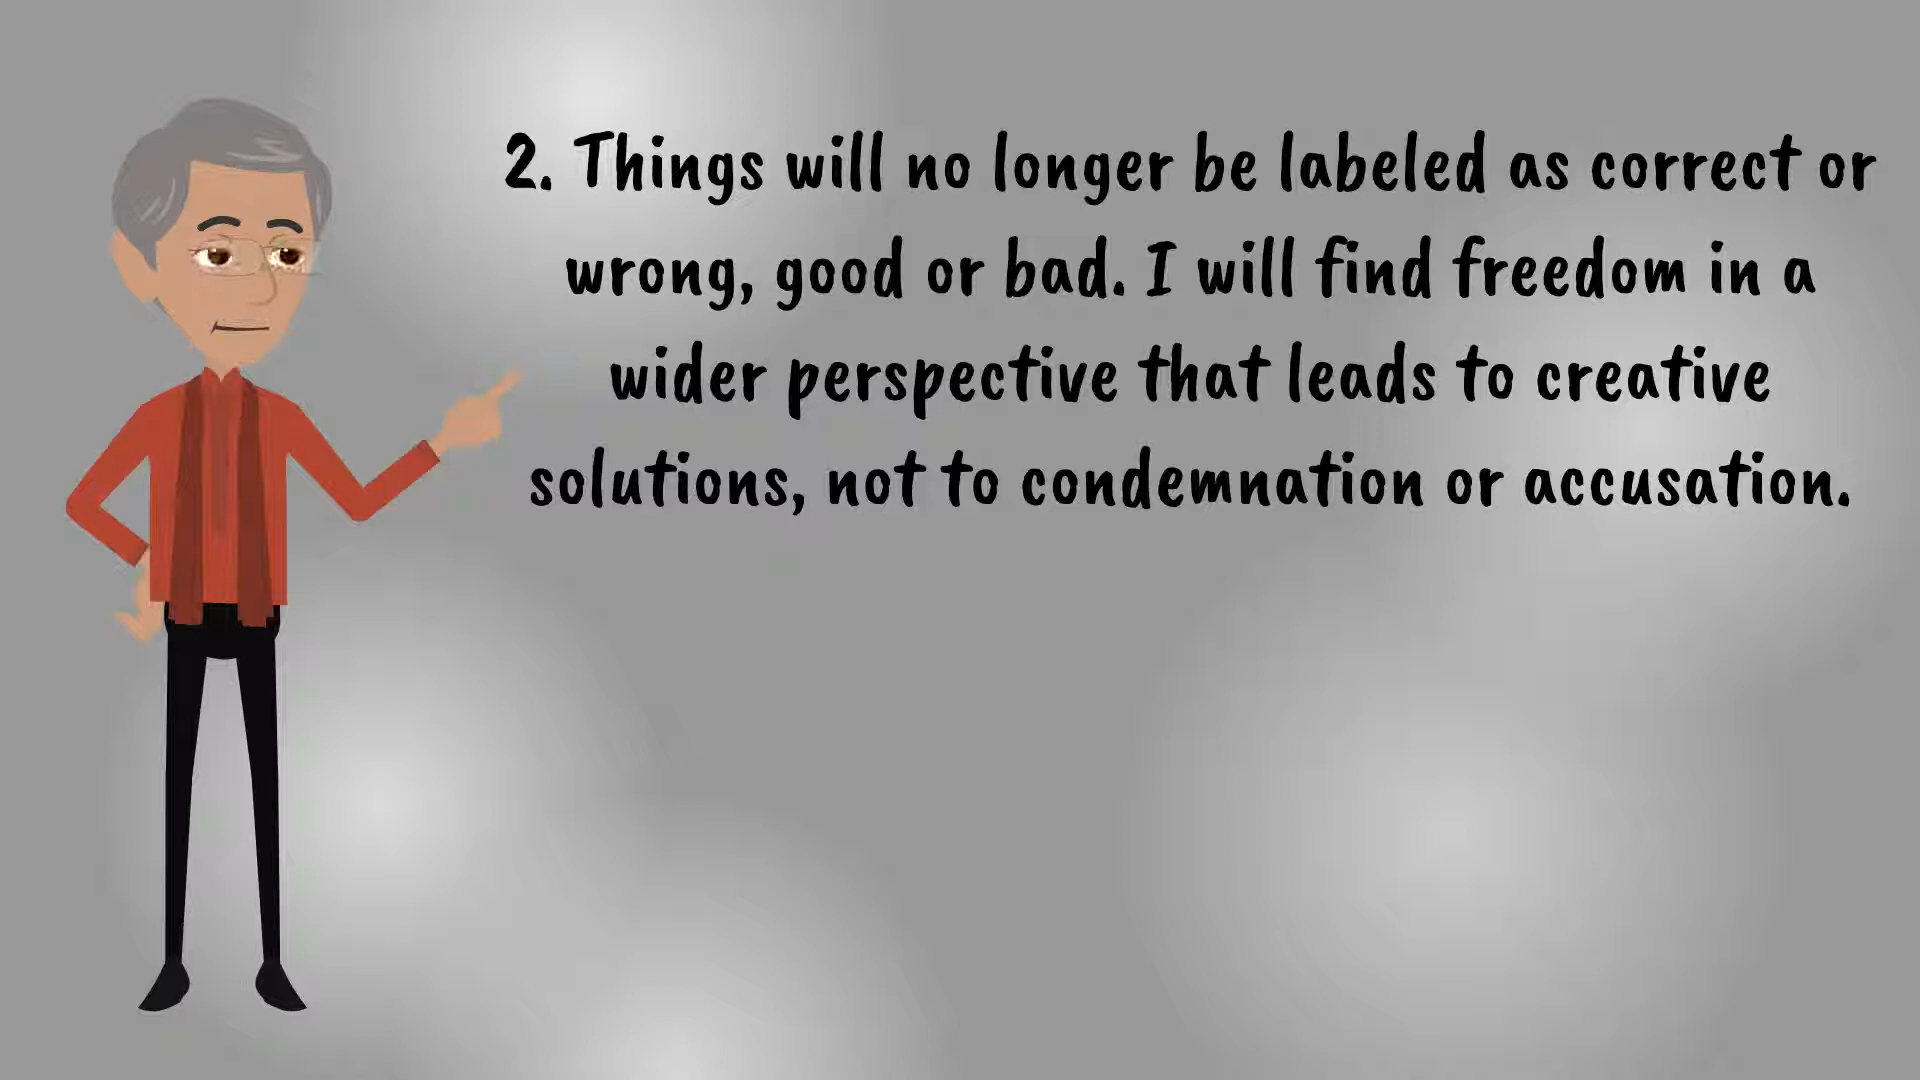 2. Things will no longer be labeled as correct or
wrong, good or bad. I will find freedom in a
wider perspective that leads to creative
solutions, not to condemnation or accusation.